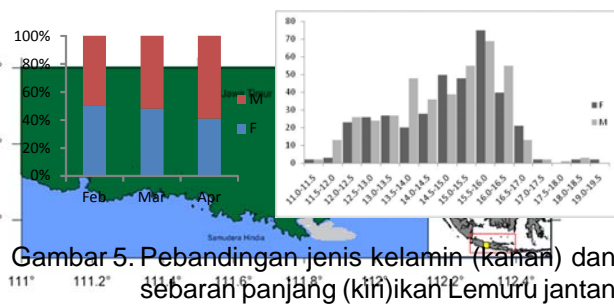 100%
80%
60%
40%
20%
0%
Feb
Mar
Apr
M
F
Jawa Timur
Samudera Hindia
80
70
60
50
40
30
20
10
0
11.0-11.5
11.5-12.0
12.0-12.5
12.5-13.0
13.0-13.5
13.5-14.0
14.0-14.5
14.5-15.0
15.0-15.5
15.5-16.0
16.0-16.5
16.5-17.0
17.0-17.5
17.5-18.0
18.0-18.5
19.0-19.5
F
M
Gambar 5. Pebandingan jenis kelamin (kanan) dan
111° 111.2° 111.4° 111.6° 111.8° 112° 112.2° 112.4°
sebaran panjang (kiri)ikan Lemuru jantan